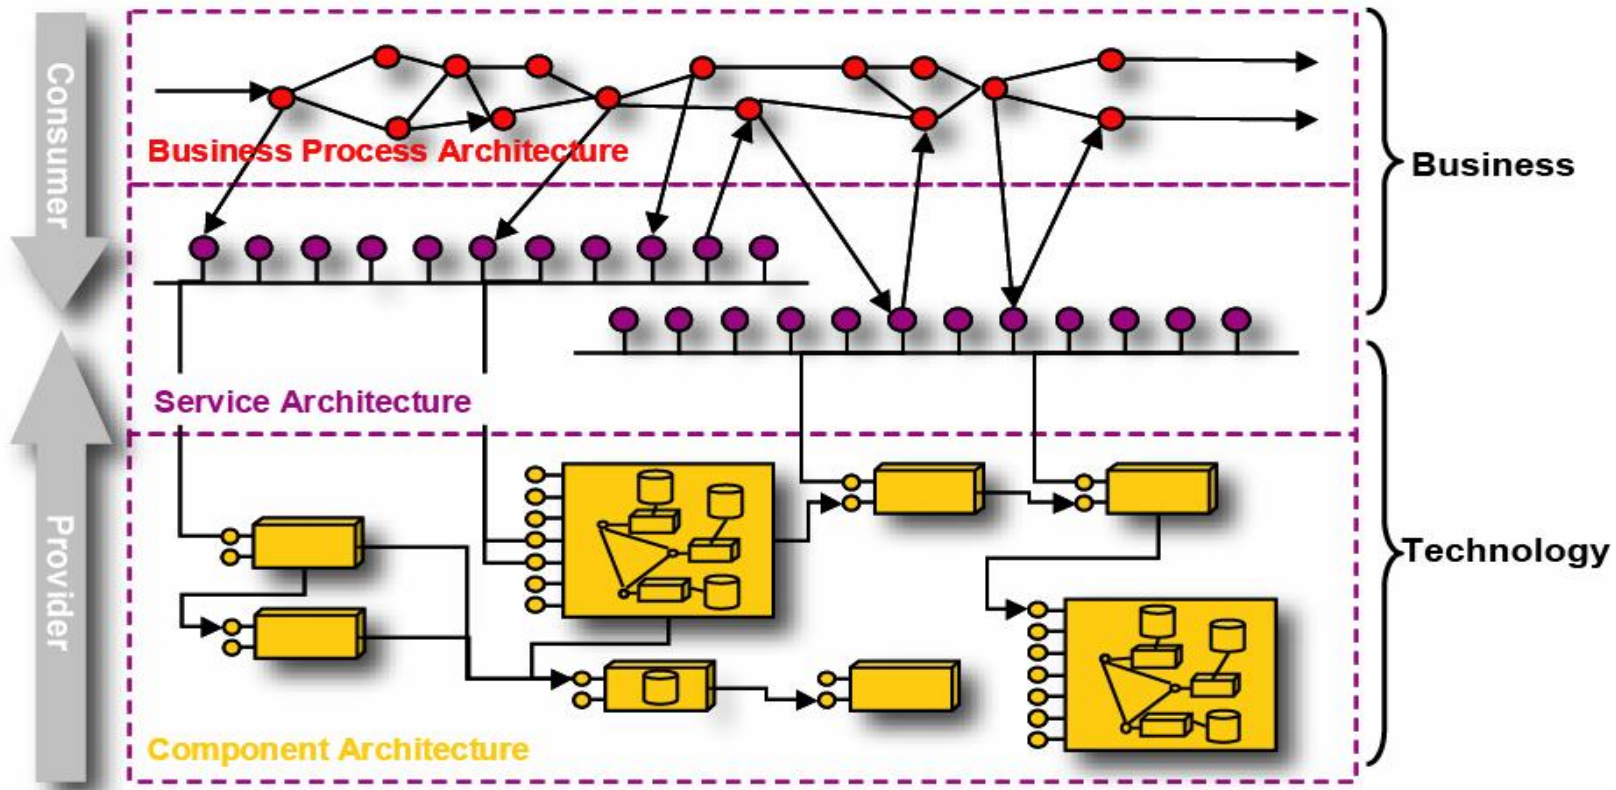 Consumer
Business Process Architecture
Business
Service Architecture
Provider
Technology
Component Architecture